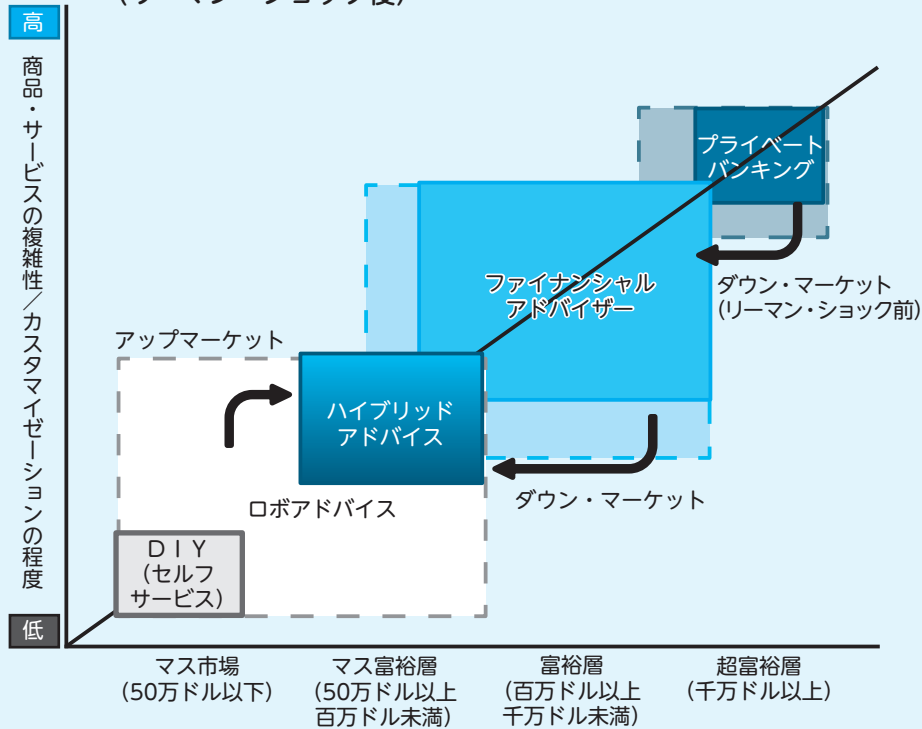 (リーマン・ショック後)
高
商品・サービスの複雑性／カスタマイゼーションの程度
低
プライベート
バンキング
ファイナンシャル
アドバイザー
ダウン・マーケット
(リーマン・ショック前)
アップマーケット
ハイブリッド
アドバイス
ロボアドバイス
ダウン・マーケット
ＤＩＹ
(セルフ
サービス)
マス市場
(50万ドル以下)
マス富裕層
(50万ドル以上
百万ドル未満)
富裕層
(百万ドル以上
千万ドル未満)
超富裕層
(千万ドル以上)